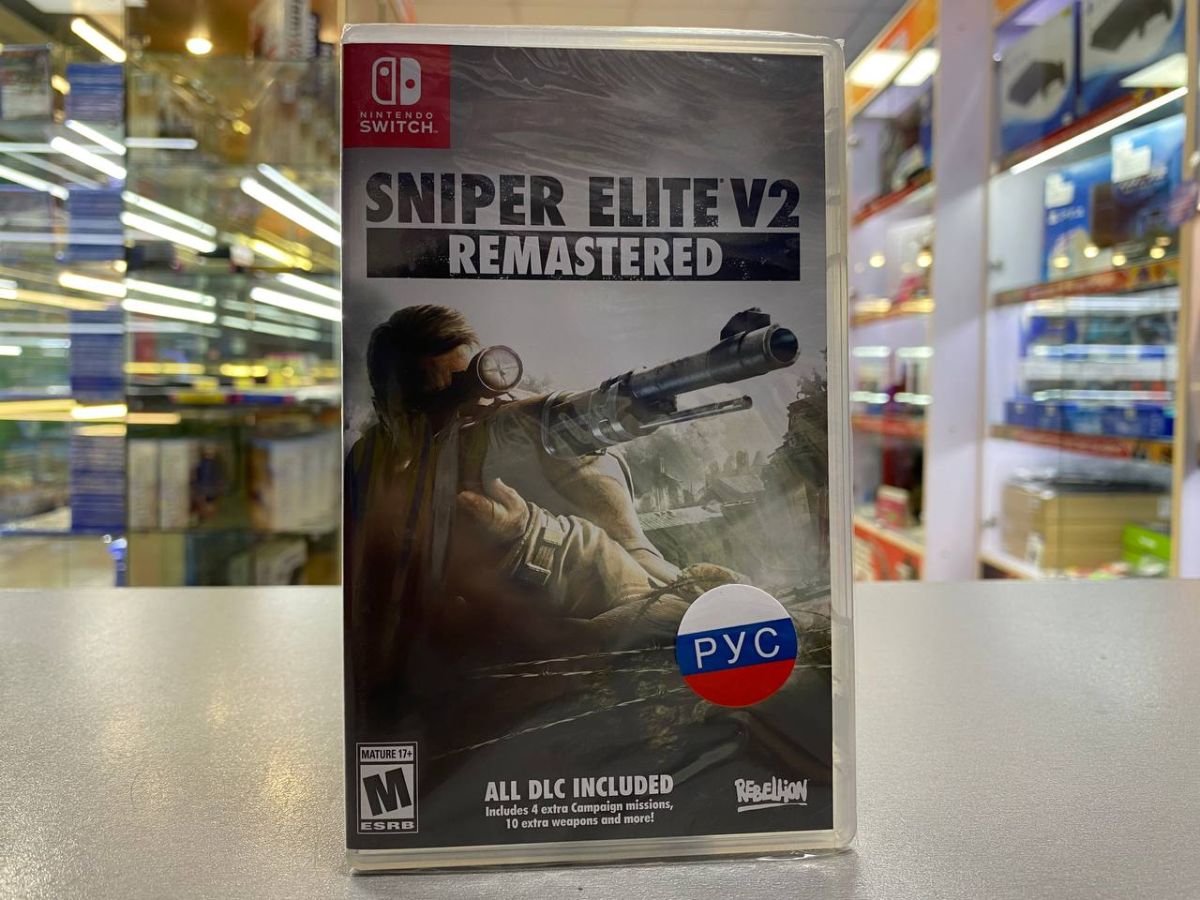 NINTENDO
SWITCH
SNIPER ELITE V2
REMASTERED
РУС
MATURE 17+
M
ESRB
ALL DLC INCLUDED
Includes 4 extra Campaign missions,
10 extra weapons and more!
REBELLION